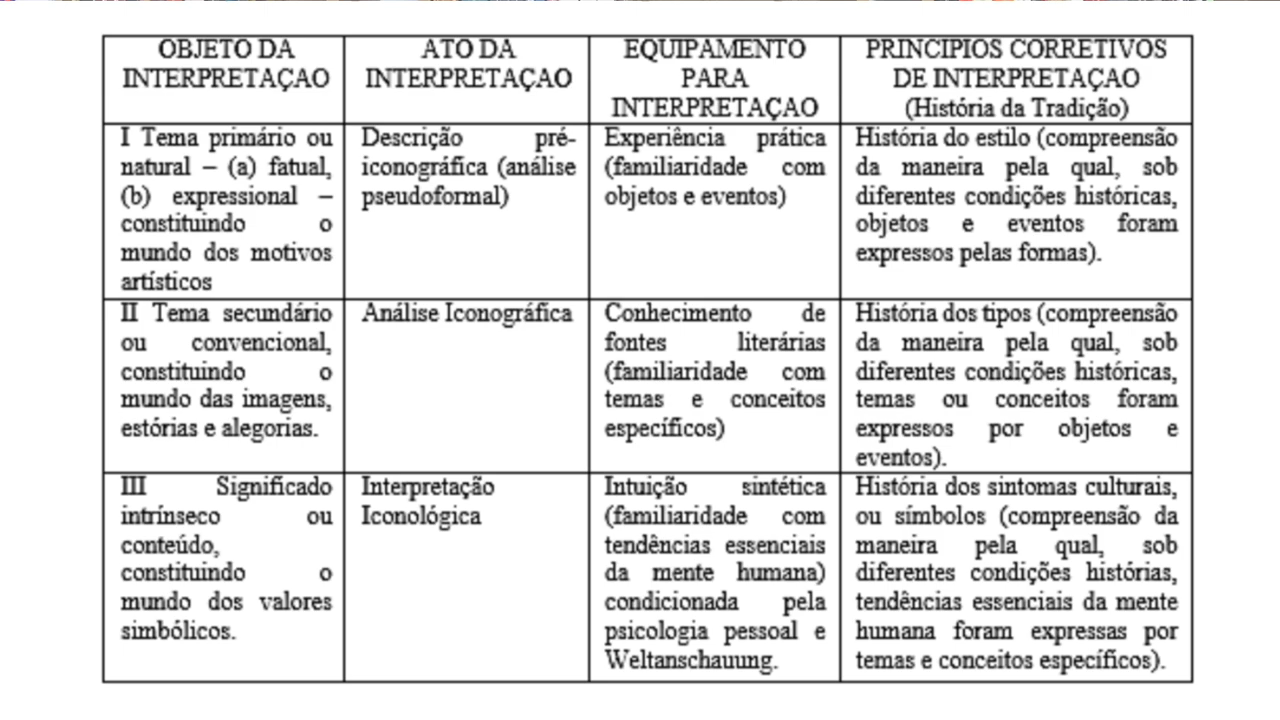 OBJETO DA
INTERPRETAÇAO
ATO DA
INTERPRETAÇAO
EQUIPAMENTO
PARA
INTERPRETAÇAO
PRINCIPIOS CORRETIVOS
DE INTERPRETAÇAO
(História da Tradição)
I Tema primário ou
natural – (a) fatual,
(b) expressional –
constituindo o
mundo dos motivos
artísticos
Descrição pré-
iconográfica (análise
pseudoformal)
Experiência prática
(familiaridade com
objetos e eventos)
História do estilo (compreensão
da maneira pela qual, sob
diferentes condições históricas,
objetos e eventos foram
expressos pelas formas).
II Tema secundário
ou convencional,
constituindo o
mundo das imagens,
estórias e alegorias.
Análise Iconográfica
Conhecimento de
fontes literárias
(familiaridade com
temas e conceitos
específicos)
História dos tipos (compreensão
da maneira pela qual, sob
diferentes condições históricas,
temas ou conceitos foram
expressos por objetos e
eventos).
III Significado
intrínseco ou
conteúdo,
constituindo o
mundo dos valores
simbólicos.
Interpretação
Iconológica
Intuição sintética
(familiaridade com
tendências essenciais
da mente humana)
condicionada pela
psicologia pessoal e
Weltanschauung.
História dos sintomas culturais,
ou símbolos (compreensão da
maneira pela qual, sob
diferentes condições histórias,
tendências essenciais da mente
humana foram expressas por
temas e conceitos específicos).